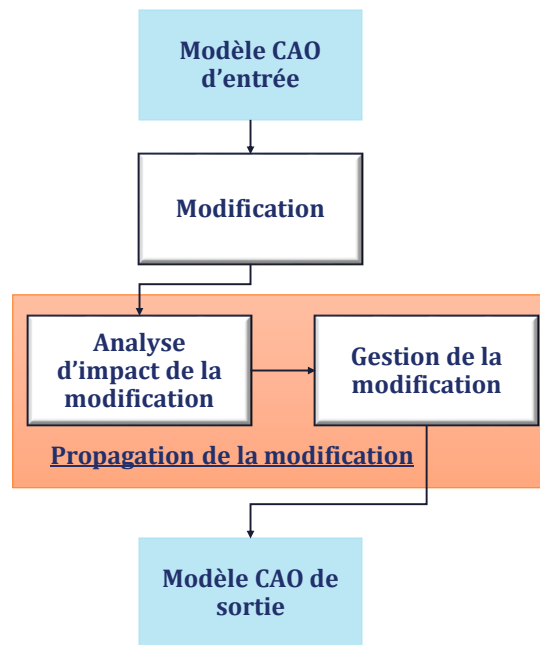 Modèle CAO
d’entrée
Modification
Analyse
d’impact de la
modification
Gestion de la
modification
Propagation de la modification
Modèle CAO de
sortie